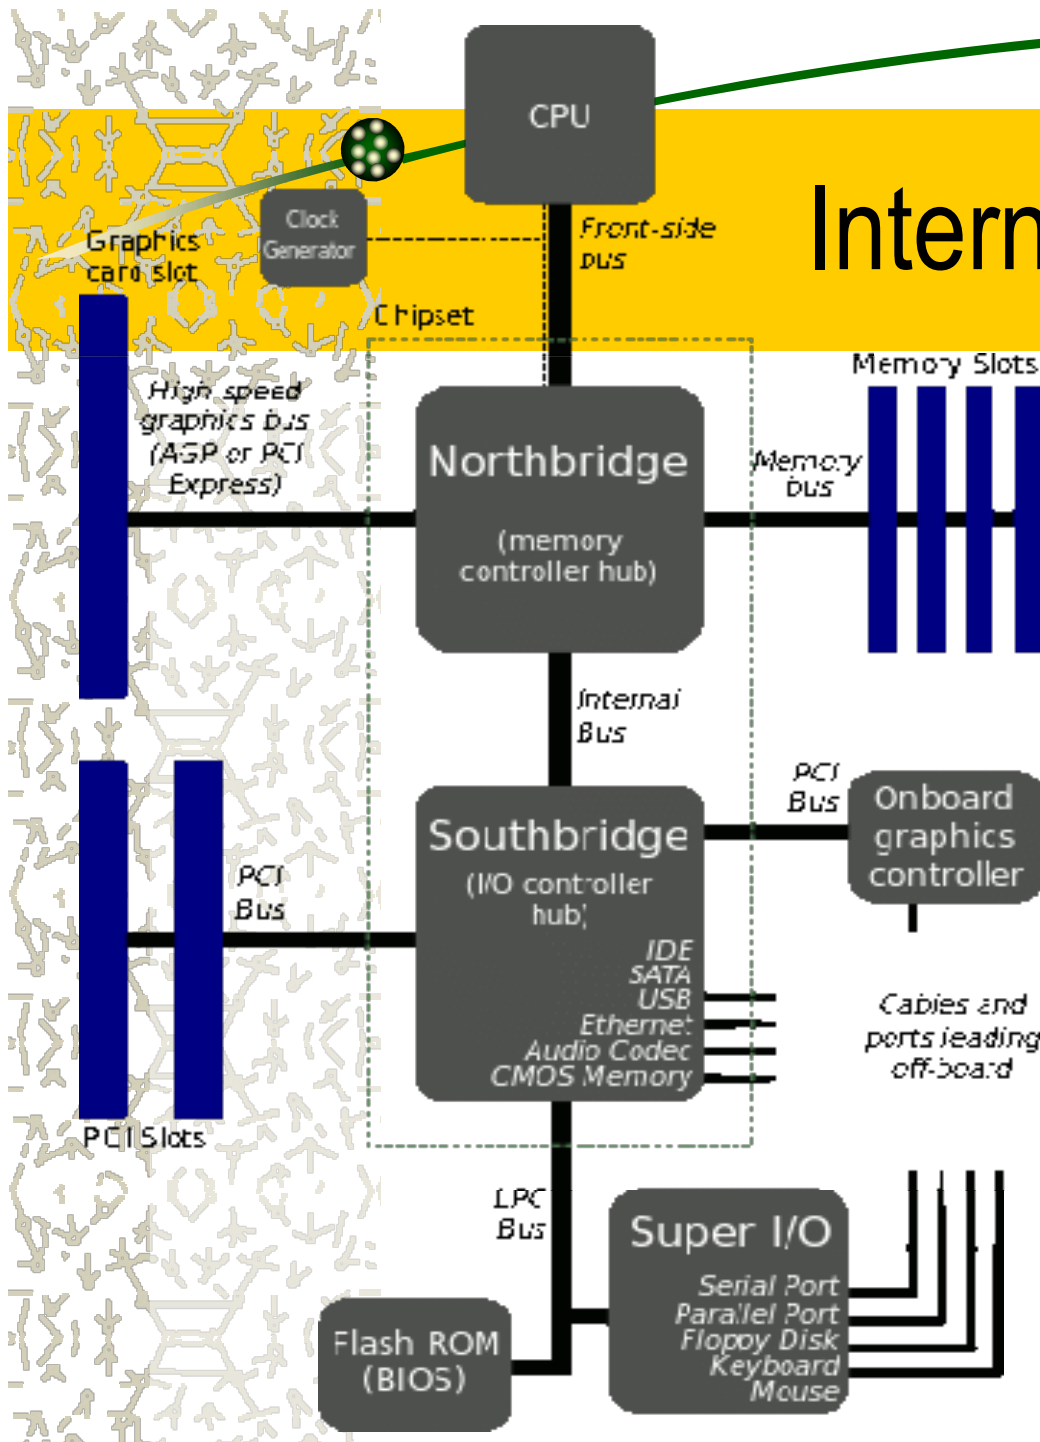 CPU
Intern
Clock
Generator
Front-side
bus
Graphics
card slot
Chipset
Memory Slots
High speed
graphics bus
(AGP or PCI
Express)
Northbridge
(memory
controller hub)
Memory
bus
Internal
Bus
PCI
Bus
Onboard
graphics
controller
Southbridge
(I/O controller
hub)
PCI
Bus
IDE
SATA
USB
Ethernet
Audio Codec
CMOS Memory
Cables and
ports leading
off-board
PCI Slots
LPC
Bus
Super I/O
Serial Port
Parallel Port
Floppy Disk
Keyboard
Mouse
Flash ROM
(BIOS)